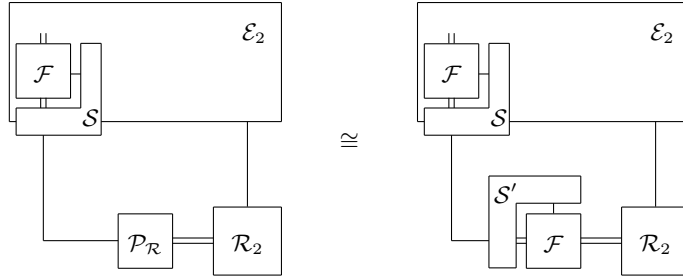 ℰ₂ ℰ₂
ℱ ℱ
𝒮 𝒮
≅
𝒮′
𝒫_ℛ ℛ₂ ℱ ℛ₂